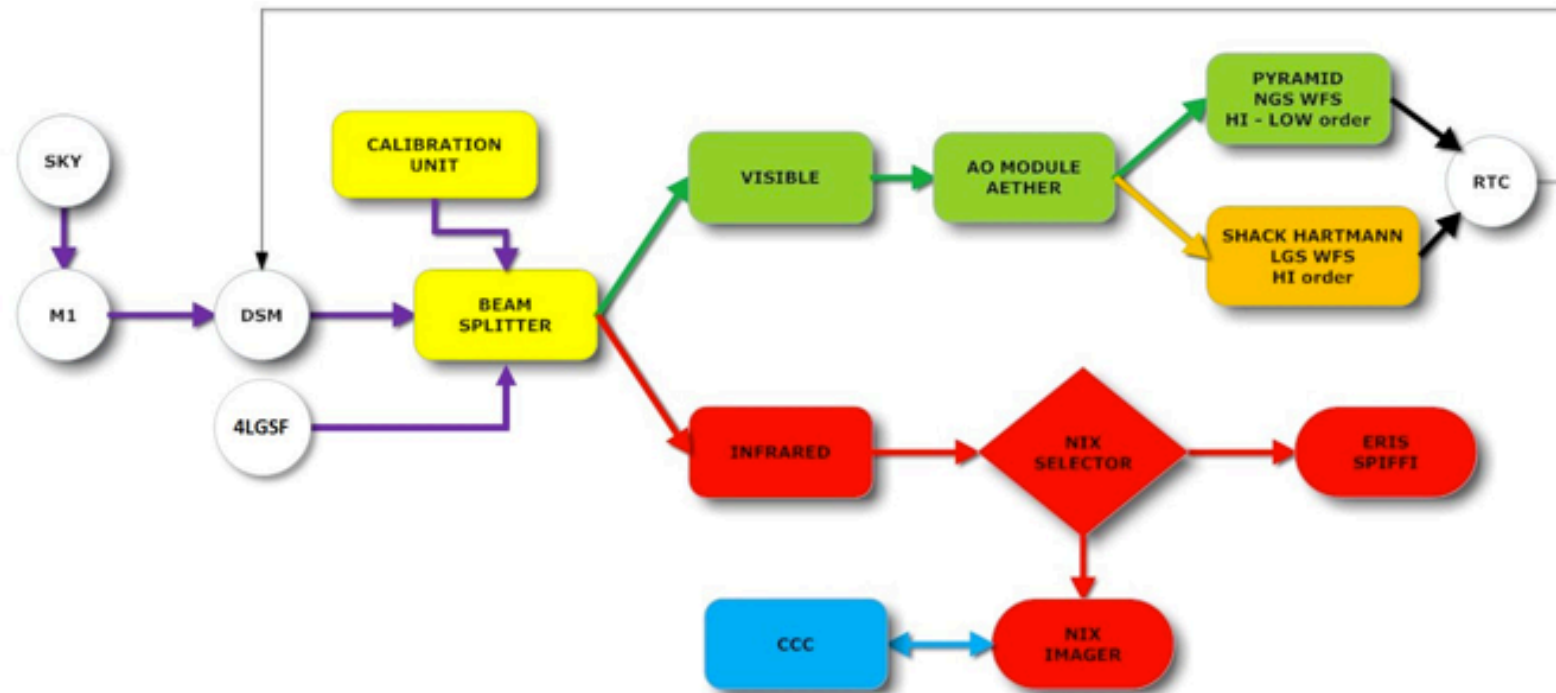 SKY
M1
DSM
4LGSF
CALIBRATION
UNIT
BEAM
SPLITTER
VISIBLE
AO MODULE
AETHER
PYRAMID
NGS WFS
HI - LOW order
SHACK HARTMANN
LGS WFS
HI order
RTC
INFRARED
NIX
SELECTOR
ERIS
SPIFFI
CCC
NIX
IMAGER